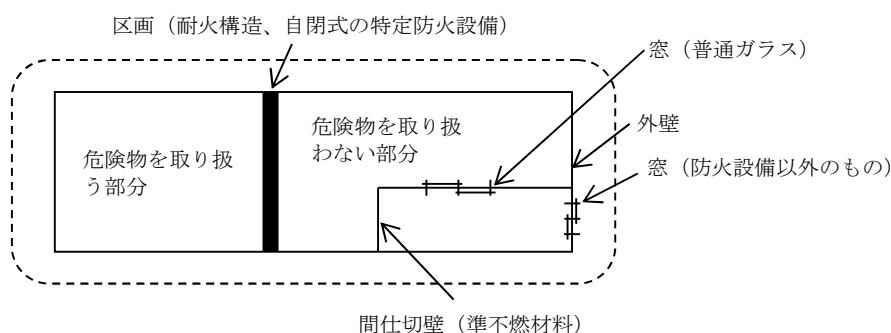 区画（耐火構造、自閉式の特定防火設備）
窓（普通ガラス）
危険物を取り扱
わない部分
外壁
危険物を取り扱
う部分
窓（防火設備以外のもの）
間仕切壁（準不燃材料）